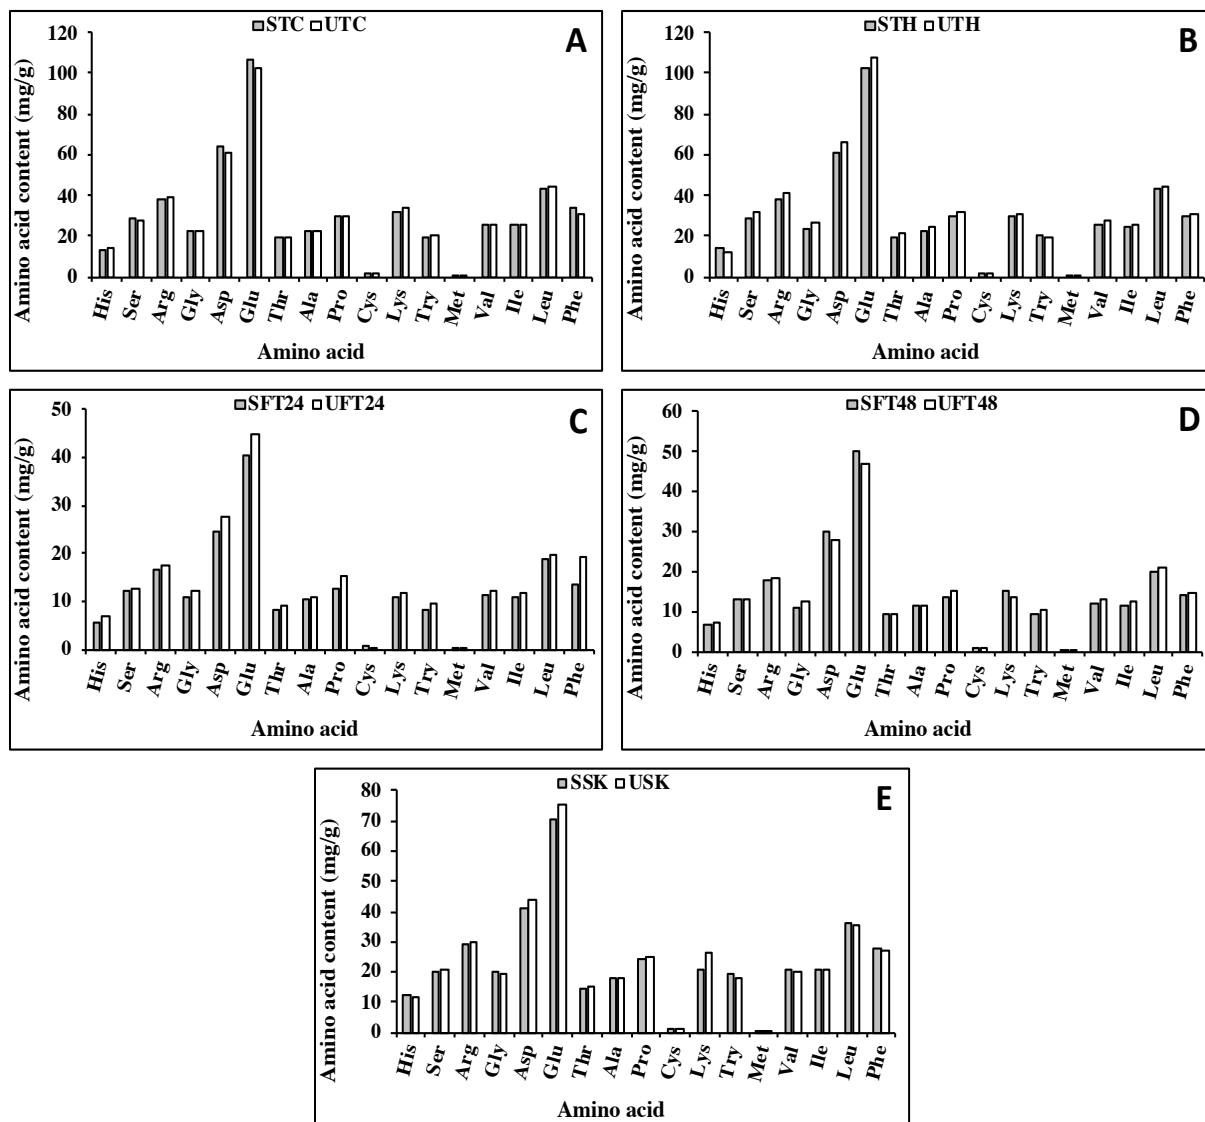 STC UTC
A
Amino acid content (mg/g)
120
100
80
60
40
20
0
His Ser Arg Gly Asp Glu Thr Ala Pro Cys Lys Try Met Val Ile Leu Phe
Amino acid
STH UTH
B
Amino acid content (mg/g)
120
100
80
60
40
20
0
His Ser Arg Gly Asp Glu Thr Ala Pro Cys Lys Try Met Val Ile Leu Phe
Amino acid
SFT24 UFT24
C
Amino acid content (mg/g)
50
40
30
20
10
0
His Ser Arg Gly Asp Glu Thr Ala Pro Cys Lys Try Met Val Ile Leu Phe
Amino acid
SFT48 UFT48
D
Amino acid content (mg/g)
60
50
40
30
20
10
0
His Ser Arg Gly Asp Glu Thr Ala Pro Cys Lys Try Met Val Ile Leu Phe
Amino acid
SSK USK
E
Amino acid content (mg/g)
80
70
60
50
40
30
20
10
0
His Ser Arg Gly Asp Glu Thr Ala Pro Cys Lys Try Met Val Ile Leu Phe
Amino acid